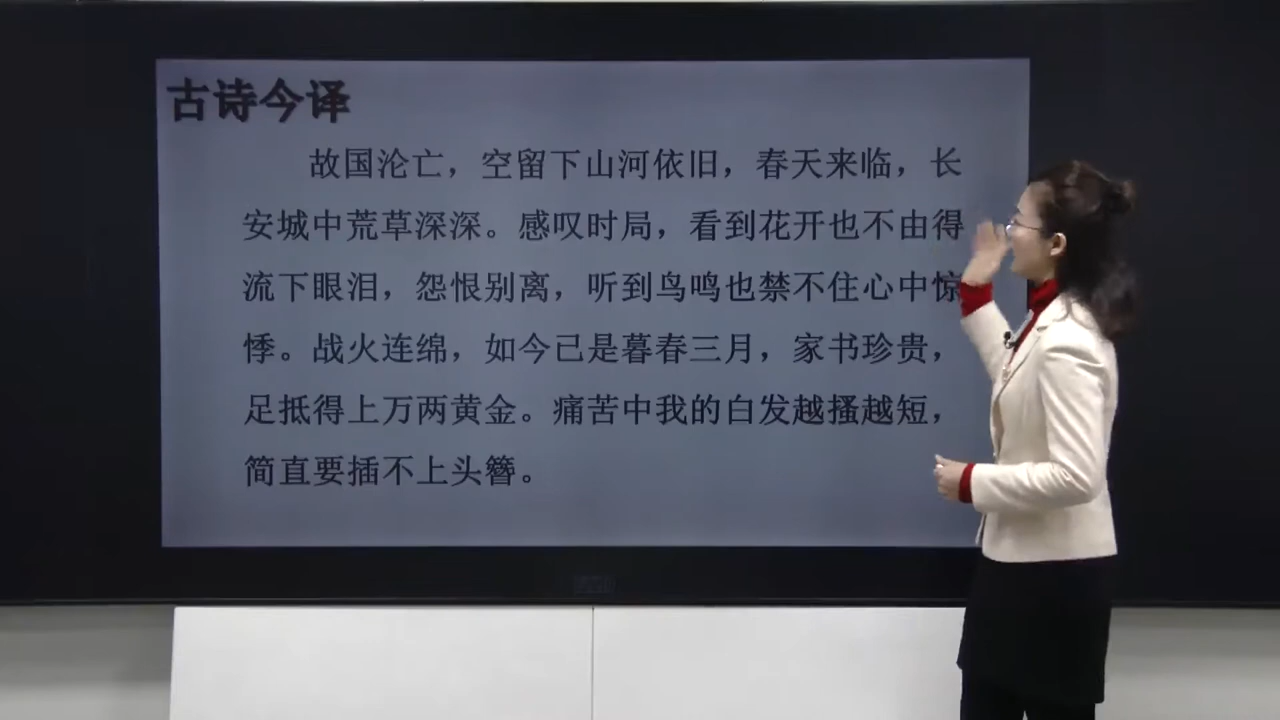 古诗今译
故国沦亡，空留下山河依旧，春天来临，长
安城中荒草深深。感叹时局，看到花开也不由得
流下眼泪，怨恨别离，听到鸟鸣也禁不住心中惊
悸。战火连绵，如今已是暮春三月，家书珍贵，
足抵得上万两黄金。痛苦中我的白发越搔越短，
简直要插不上头簪。